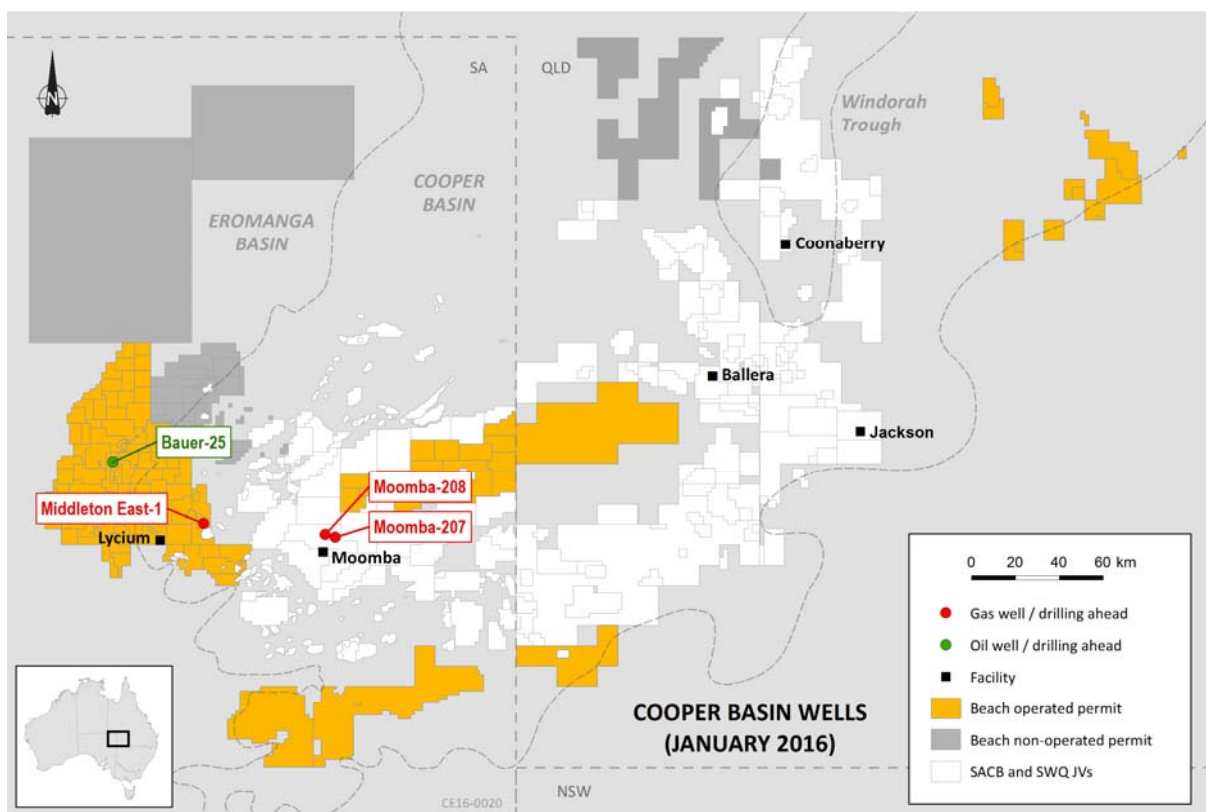 N
SA
QLD
Windorah
Trough
COOPER
BASIN
EROMANGA
BASIN
Coonaberry
Ballera
Jackson
Bauer-25
Moomba-208
Middleton East-1
Moomba-207
Lycium
Moomba
0 20 40 60 km
Gas well / drilling ahead
Oil well / drilling ahead
Facility
Beach operated permit
Beach non-operated permit
SACB and SWQ JVs
COOPER BASIN WELLS
(JANUARY 2016)
NSW
CE16-0020